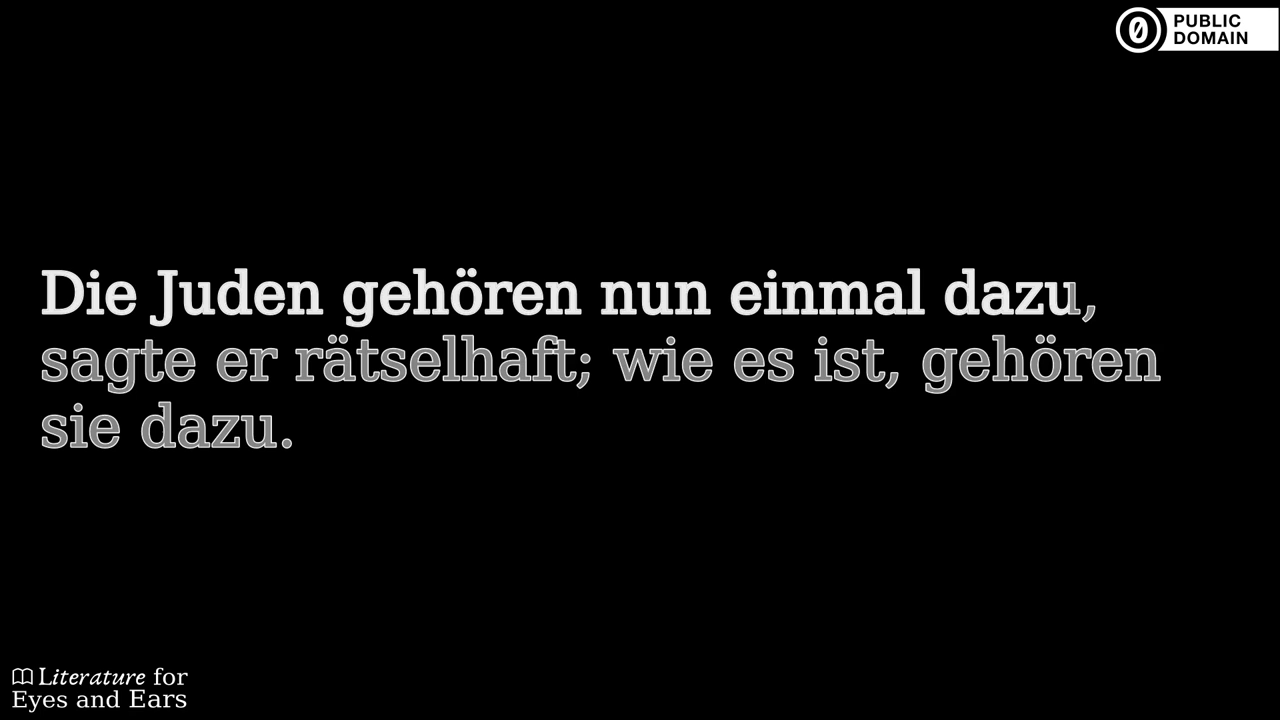 PUBLIC
DOMAIN
Die Juden gehören nun einmal dazu,
sagte er rätselhaft; wie es ist, gehören
sie dazu.
Literature for
Eyes and Ears